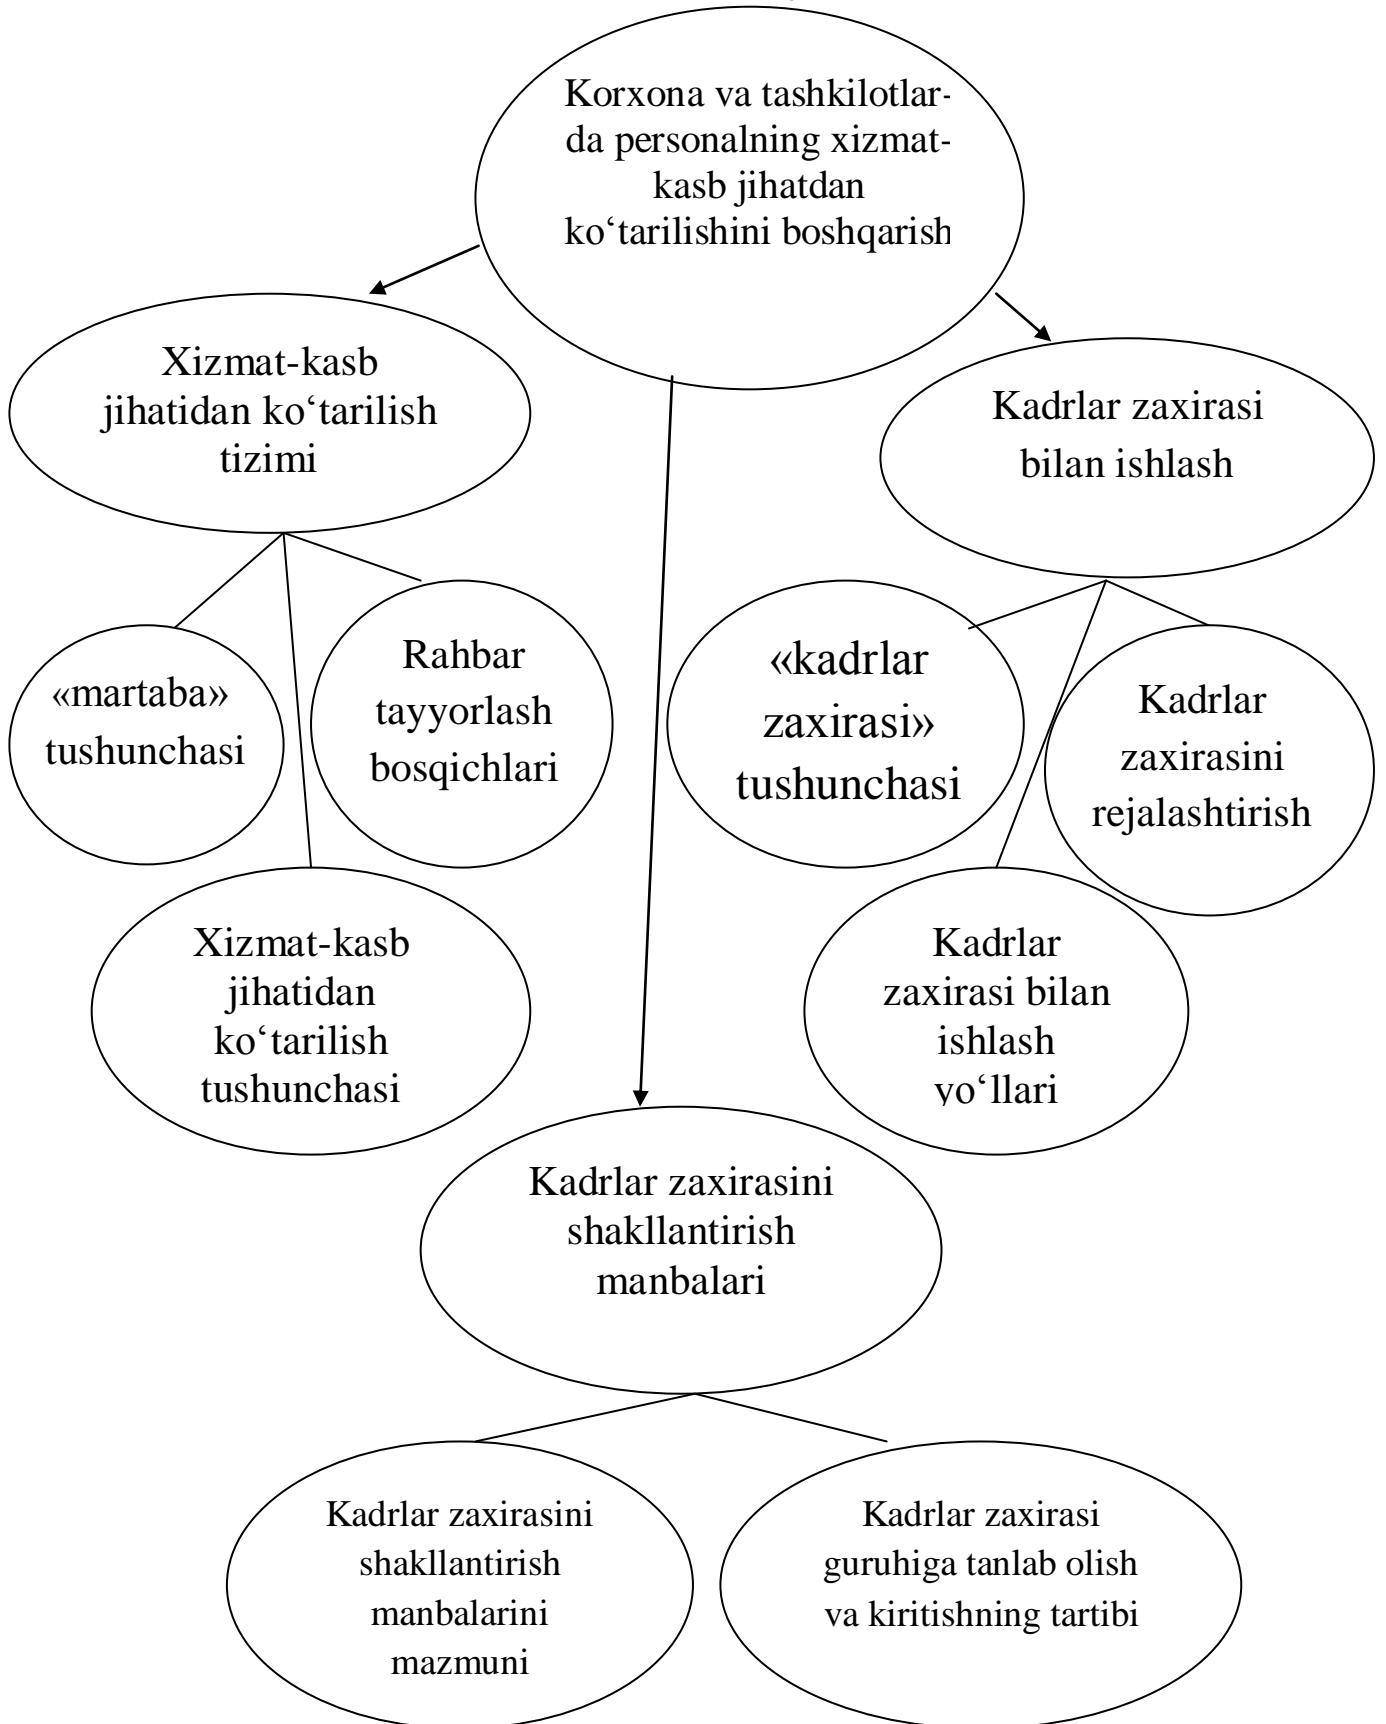 Korxona va tashkilotlar-
da personalning xizmat-
kasb jihatdan
ko‘tarilishini boshqarish
Xizmat-kasb
jihatidan ko‘tarilish
tizimi
Kadrlar zaxirasi
bilan ishlash
«martaba»
tushunchasi
Rahbar
tayyorlash
bosqichlari
«kadrlar
zaxirasi»
tushunchasi
Kadrlar
zaxirasini
rejalashtirish
Xizmat-kasb
jihatidan
ko‘tarilish
tushunchasi
Kadrlar
zaxirasi bilan
ishlash
yo‘llari
Kadrlar zaxirasini
shakllantirish
manbalari
Kadrlar zaxirasini
shakllantirish
manbalarini
mazmuni
Kadrlar zaxirasi
guruhiga tanlab olish
va kiritishning tartibi